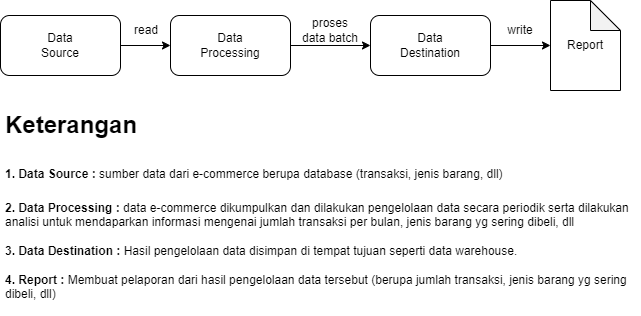 Data
Source
read
Data
Processing
proses
data batch
Data
Destination
write
Report
Keterangan
1. Data Source : sumber data dari e-commerce berupa database (transaksi, jenis barang, dll)
2. Data Processing : data e-commerce dikumpulkan dan dilakukan pengelolaan data secara periodik serta dilakukan
analisi untuk mendaparkan informasi mengenai jumlah transaksi per bulan, jenis barang yg sering dibeli, dll
3. Data Destination : Hasil pengelolaan data disimpan di tempat tujuan seperti data warehouse.
4. Report : Membuat pelaporan dari hasil pengelolaan data tersebut (berupa jumlah transaksi, jenis barang yg sering
dibeli, dll)